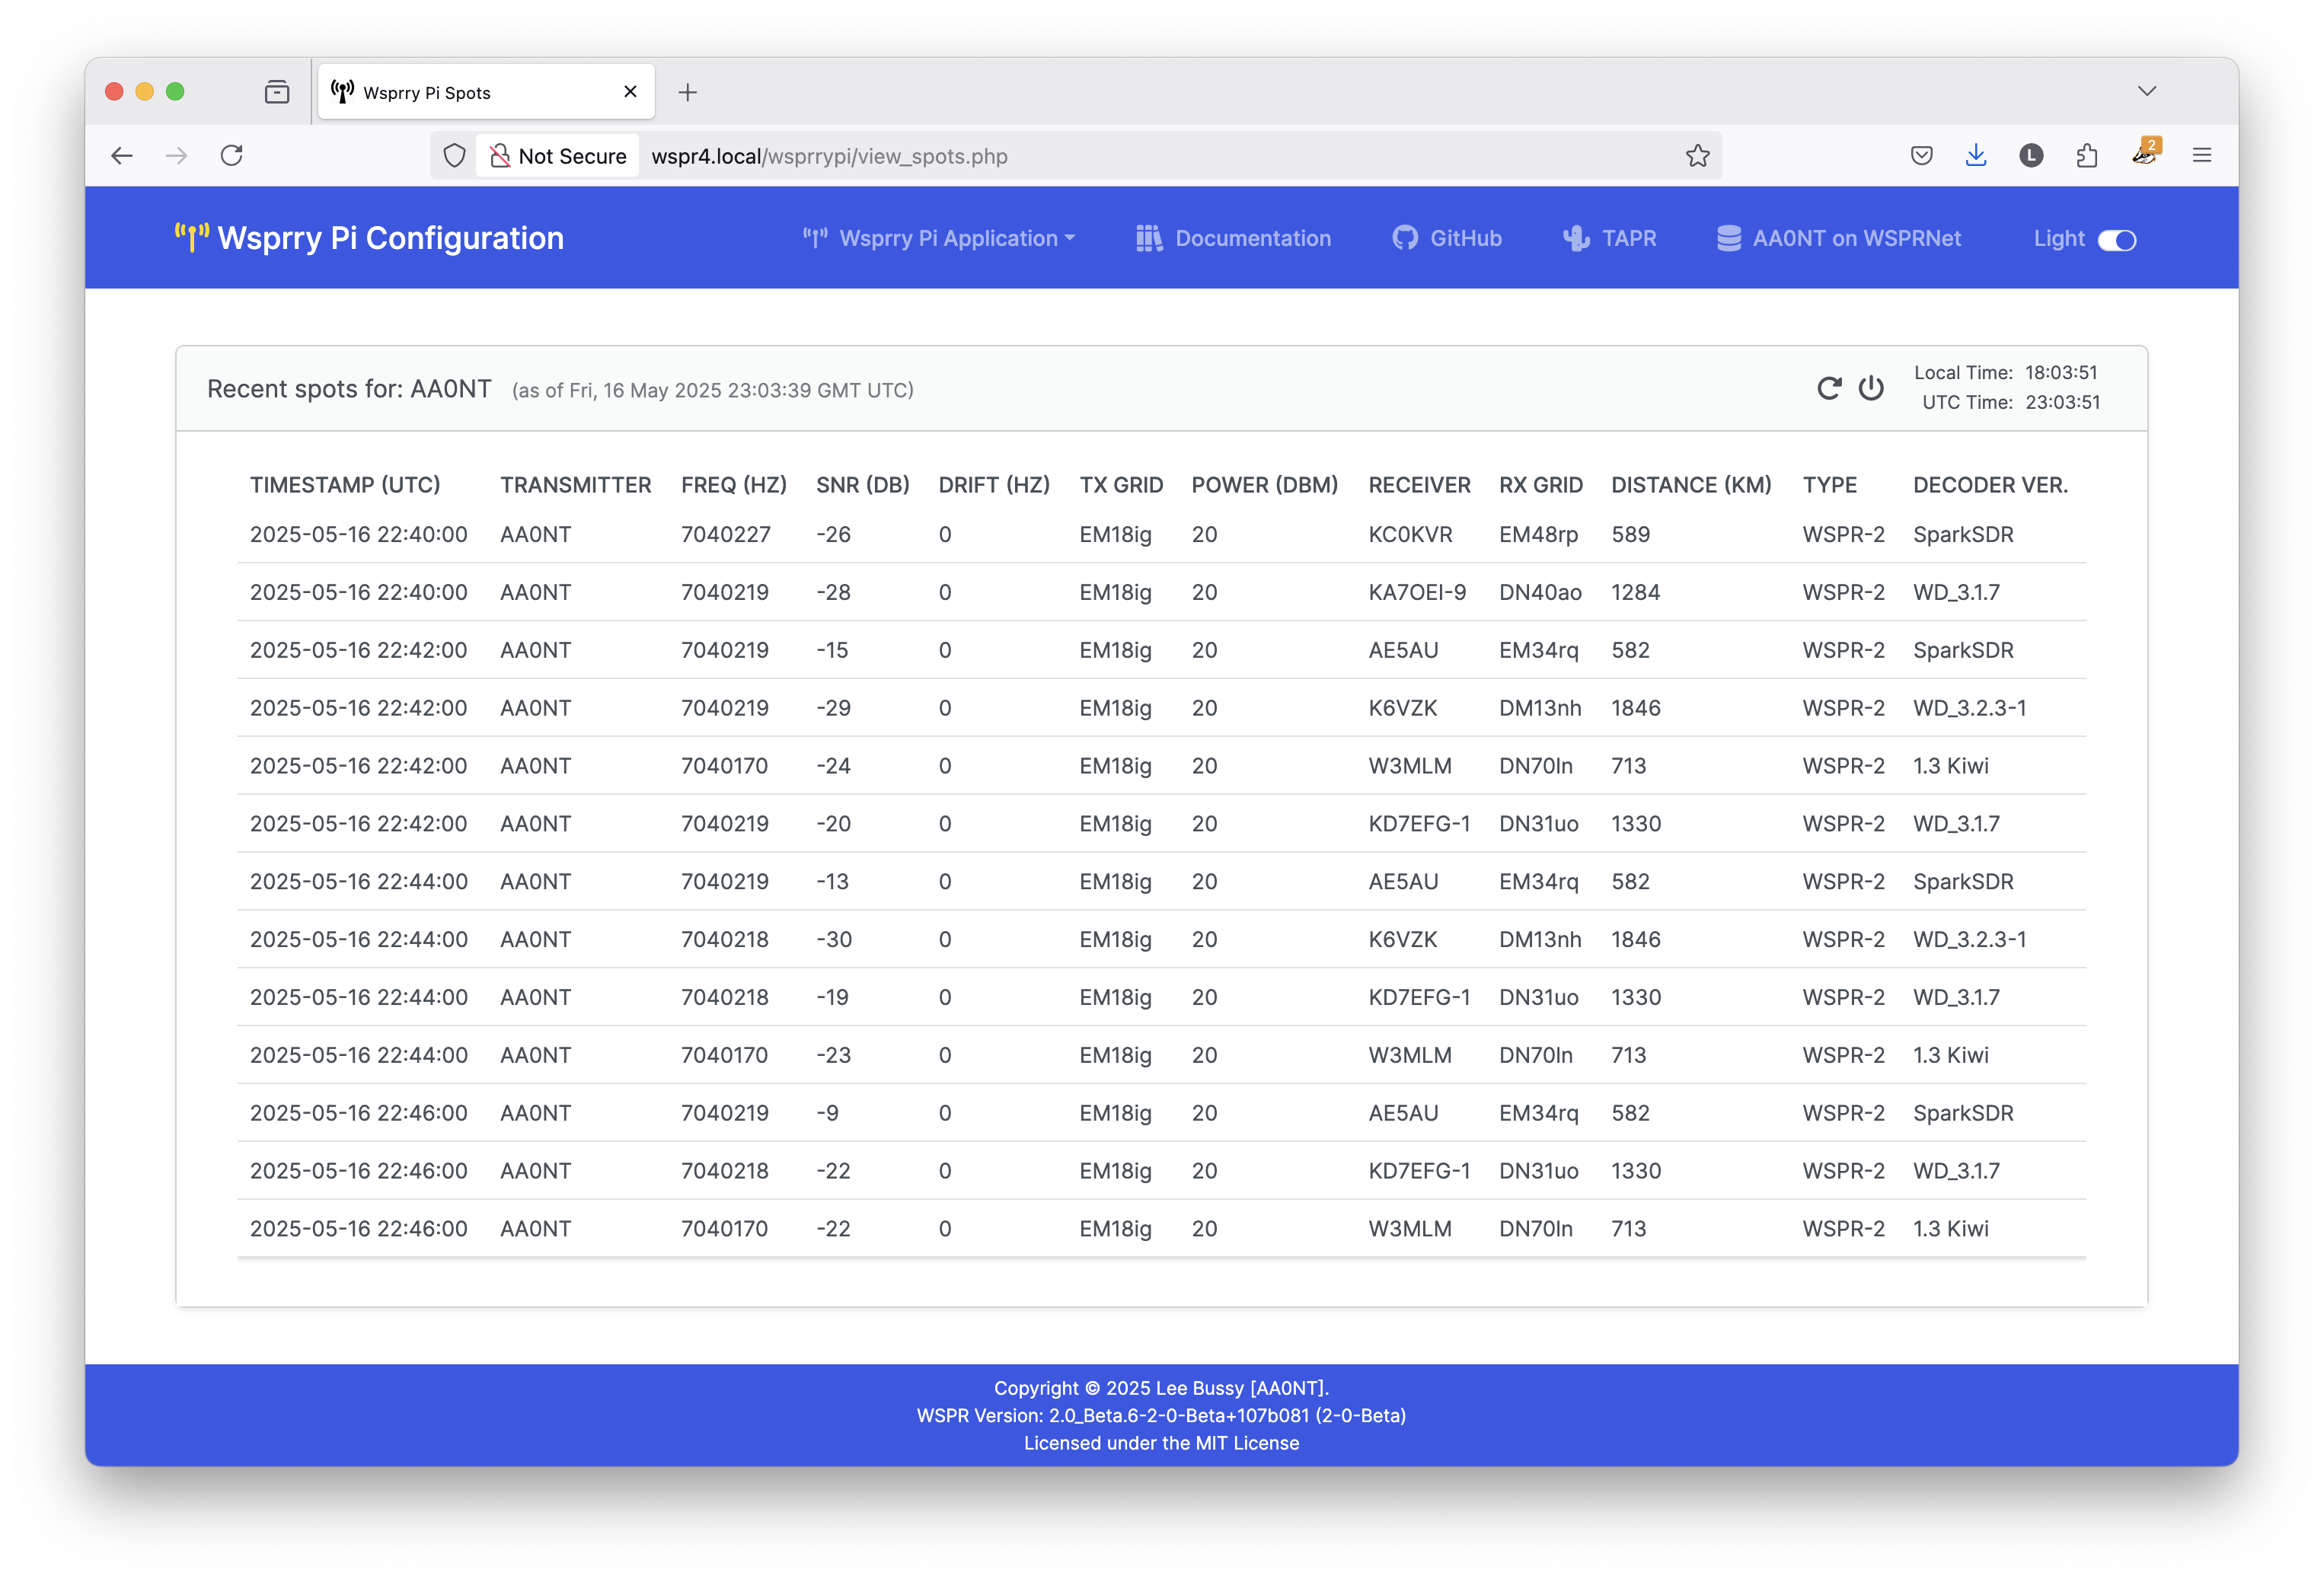 Wsprry Pi Spots
Not Secure wspr4.local/wsprrypi/view_spots.php L 2
Wsprry Pi Configuration Wsprry Pi Application Documentation GitHub TAPR AA0NT on WSPRNet Light
Recent spots for: AA0NT (as of Fri, 16 May 2025 23:03:39 GMT UTC) Local Time: 18:03:51
UTC Time: 23:03:51
TIMESTAMP (UTC) TRANSMITTER FREQ (HZ) SNR (DB) DRIFT (HZ) TX GRID POWER (DBM) RECEIVER RX GRID DISTANCE (KM) TYPE DECODER VER.
2025-05-16 22:40:00 AA0NT 7040227 -26 0 EM18ig 20 KC0KVR EM48rp 589 WSPR-2 SparkSDR
2025-05-16 22:40:00 AA0NT 7040219 -28 0 EM18ig 20 KA7OEI-9 DN40ao 1284 WSPR-2 WD_3.1.7
2025-05-16 22:42:00 AA0NT 7040219 -15 0 EM18ig 20 AE5AU EM34rq 582 WSPR-2 SparkSDR
2025-05-16 22:42:00 AA0NT 7040219 -29 0 EM18ig 20 K6VZK DM13nh 1846 WSPR-2 WD_3.2.3-1
2025-05-16 22:42:00 AA0NT 7040170 -24 0 EM18ig 20 W3MLM DN70ln 713 WSPR-2 1.3 Kiwi
2025-05-16 22:42:00 AA0NT 7040219 -20 0 EM18ig 20 KD7EFG-1 DN31uo 1330 WSPR-2 WD_3.1.7
2025-05-16 22:44:00 AA0NT 7040219 -13 0 EM18ig 20 AE5AU EM34rq 582 WSPR-2 SparkSDR
2025-05-16 22:44:00 AA0NT 7040218 -30 0 EM18ig 20 K6VZK DM13nh 1846 WSPR-2 WD_3.2.3-1
2025-05-16 22:44:00 AA0NT 7040218 -19 0 EM18ig 20 KD7EFG-1 DN31uo 1330 WSPR-2 WD_3.1.7
2025-05-16 22:44:00 AA0NT 7040170 -23 0 EM18ig 20 W3MLM DN70ln 713 WSPR-2 1.3 Kiwi
2025-05-16 22:46:00 AA0NT 7040219 -9 0 EM18ig 20 AE5AU EM34rq 582 WSPR-2 SparkSDR
2025-05-16 22:46:00 AA0NT 7040218 -22 0 EM18ig 20 KD7EFG-1 DN31uo 1330 WSPR-2 WD_3.1.7
2025-05-16 22:46:00 AA0NT 7040170 -22 0 EM18ig 20 W3MLM DN70ln 713 WSPR-2 1.3 Kiwi
Copyright © 2025 Lee Bussy [AA0NT].
WSPR Version: 2.0_Beta.6-2-0-Beta+107b081 (2-0-Beta)
Licensed under the MIT License